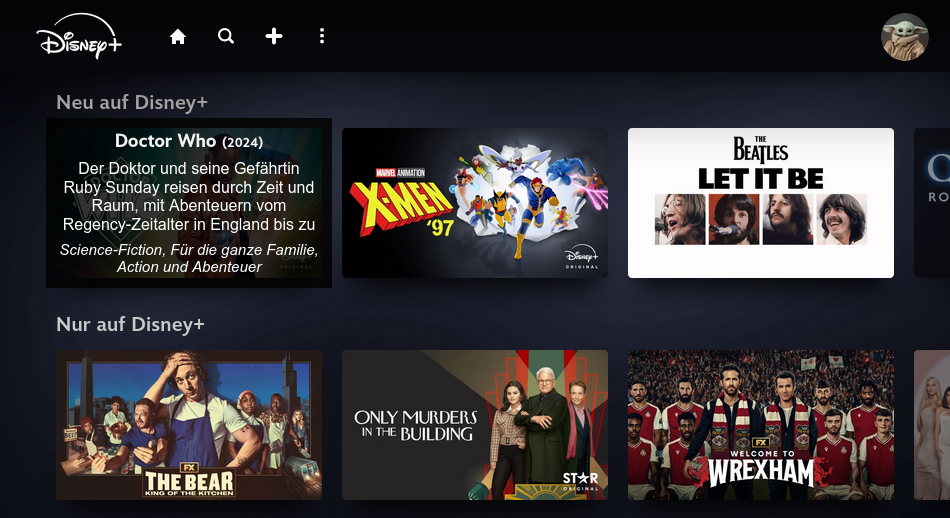 Disney+
Neu auf Disney+
Doctor Who (2024)
Der Doktor und seine Gefährtin
Ruby Sunday reisen durch Zeit und
Raum, mit Abenteuern vom
Regency-Zeitalter in England bis zu
Science-Fiction, Für die ganze Familie,
Action und Abenteuer
MARVEL ANIMATION
X-MEN
'97
Disney+
ORIGINAL
THE
BEATLES
LET IT BE
Nur auf Disney+
FX
THE BEAR
KING OF THE KITCHEN
ONLY MURDERS
IN THE BUILDING
STAR
ORIGINAL
FX
WELCOME TO
WREXHAM